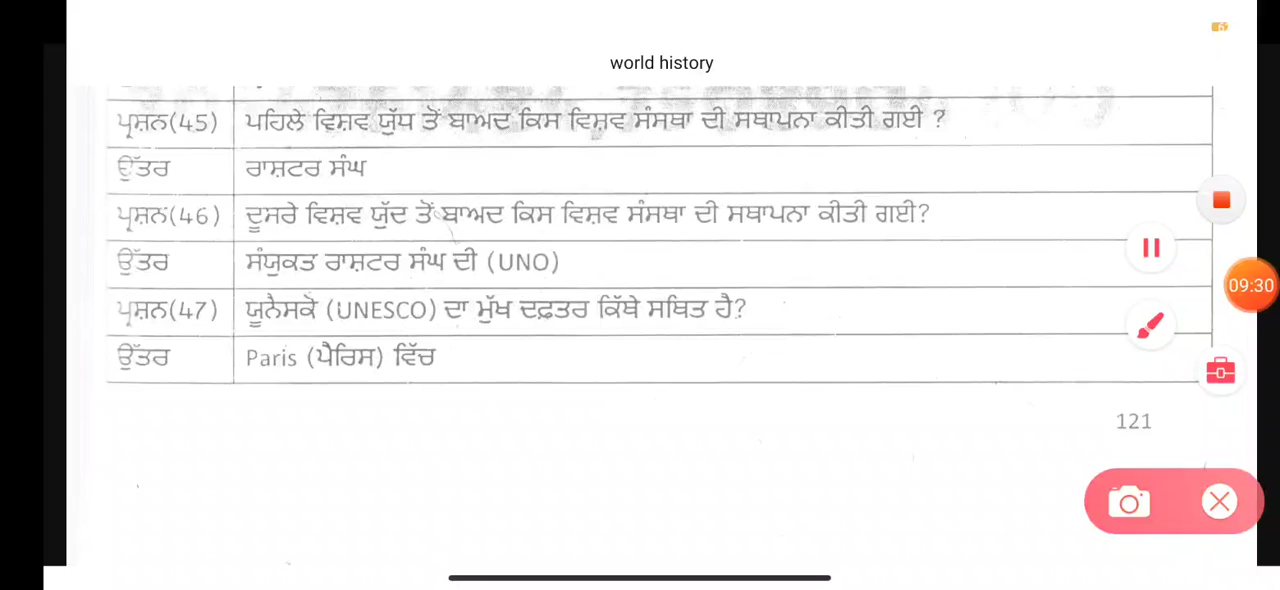 world history
ਪ੍ਰਸ਼ਨ(45) ਪਹਿਲੇ ਵਿਸ਼ਵ ਯੁੱਧ ਤੋਂ ਬਾਅਦ ਕਿਸ ਵਿਸ਼ਵ ਸੰਸਥਾ ਦੀ ਸਥਾਪਨਾ ਕੀਤੀ ਗਈ ?
ਉੱਤਰ ਰਾਸ਼ਟਰ ਸੰਘ
ਪ੍ਰਸ਼ਨ(46) ਦੂਸਰੇ ਵਿਸ਼ਵ ਯੁੱਦ ਤੋਂ ਬਾਅਦ ਕਿਸ ਵਿਸ਼ਵ ਸੰਸਥਾ ਦੀ ਸਥਾਪਨਾ ਕੀਤੀ ਗਈ?
ਉੱਤਰ ਸੰਯੁਕਤ ਰਾਸ਼ਟਰ ਸੰਘ ਦੀ (UNO)
ਪ੍ਰਸ਼ਨ(47) ਯੂਨੈਸਕੋ (UNESCO) ਦਾ ਮੁੱਖ ਦਫ਼ਤਰ ਕਿੱਥੇ ਸਥਿਤ ਹੈ?
09:30
ਉੱਤਰ Paris (ਪੈਰਿਸ) ਵਿੱਚ
121